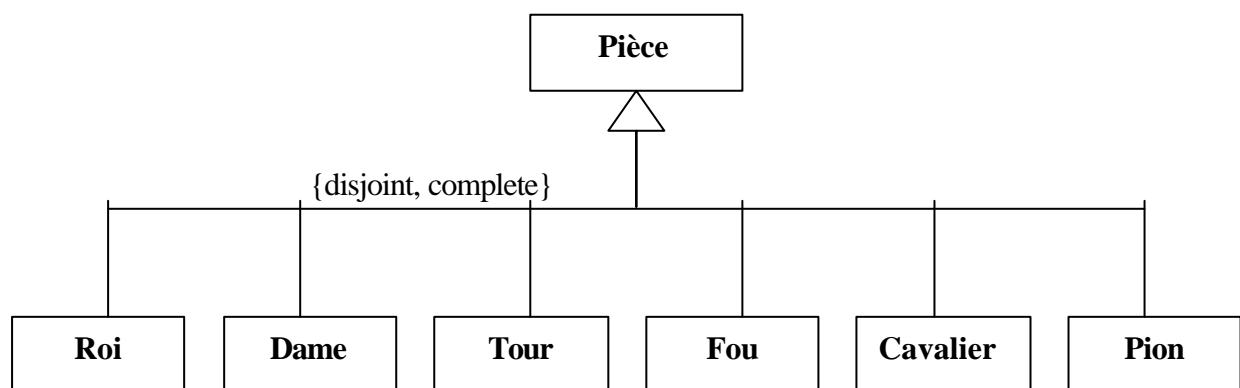 Pièce
{disjoint, complete}
Roi
Dame
Tour
Fou
Cavalier
Pion